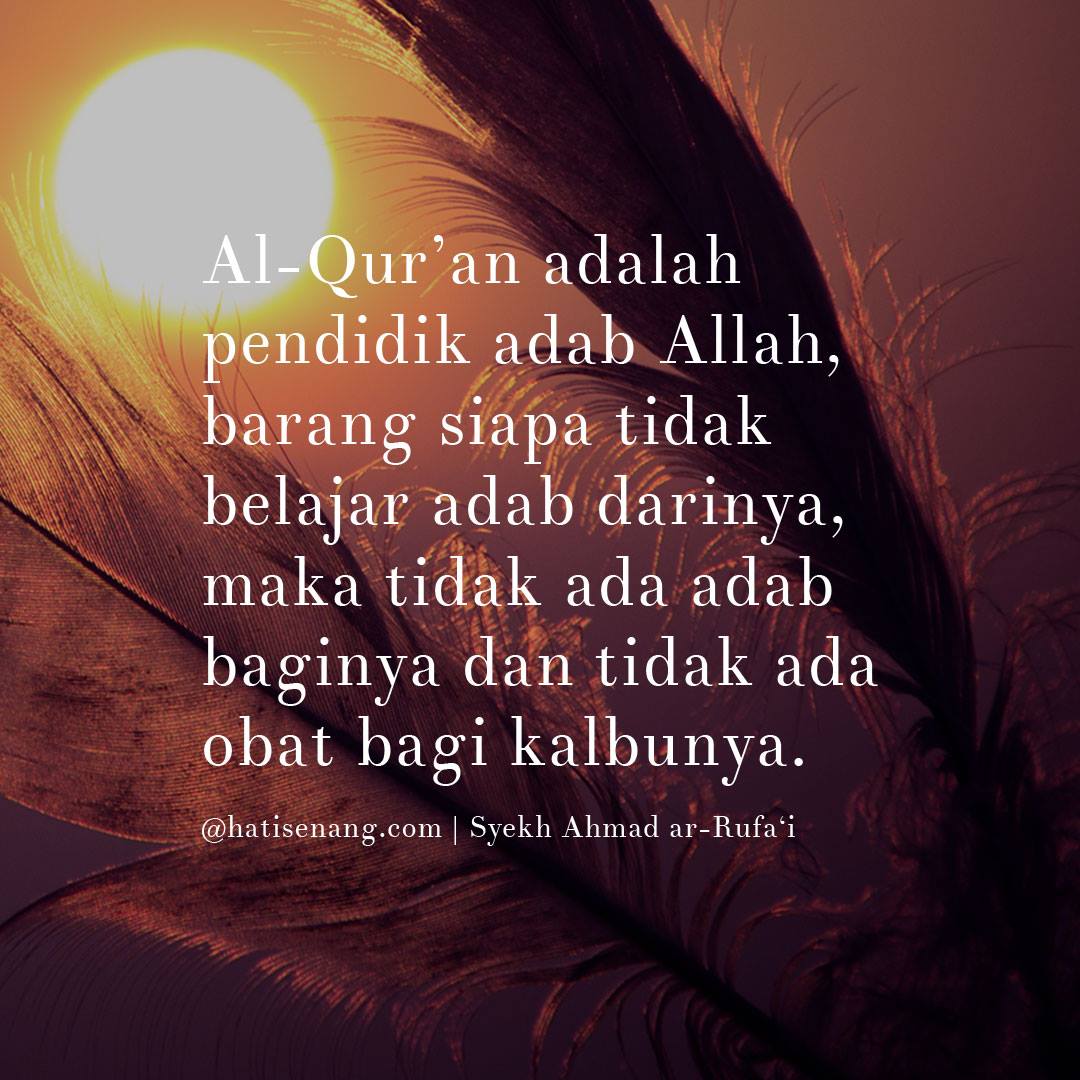 Al-Qur’an adalah
pendidik adab Allah,
barang siapa tidak
belajar adab darinya,
maka tidak ada adab
baginya dan tidak ada
obat bagi kalbunya.
@hatisenang.com | Syekh Ahmad ar-Rufa‘i